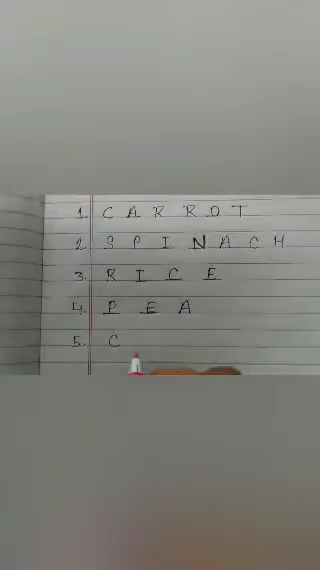 1. C A R R O T
2. S P I N A C H
3. R I C E
4. P E A
5. C